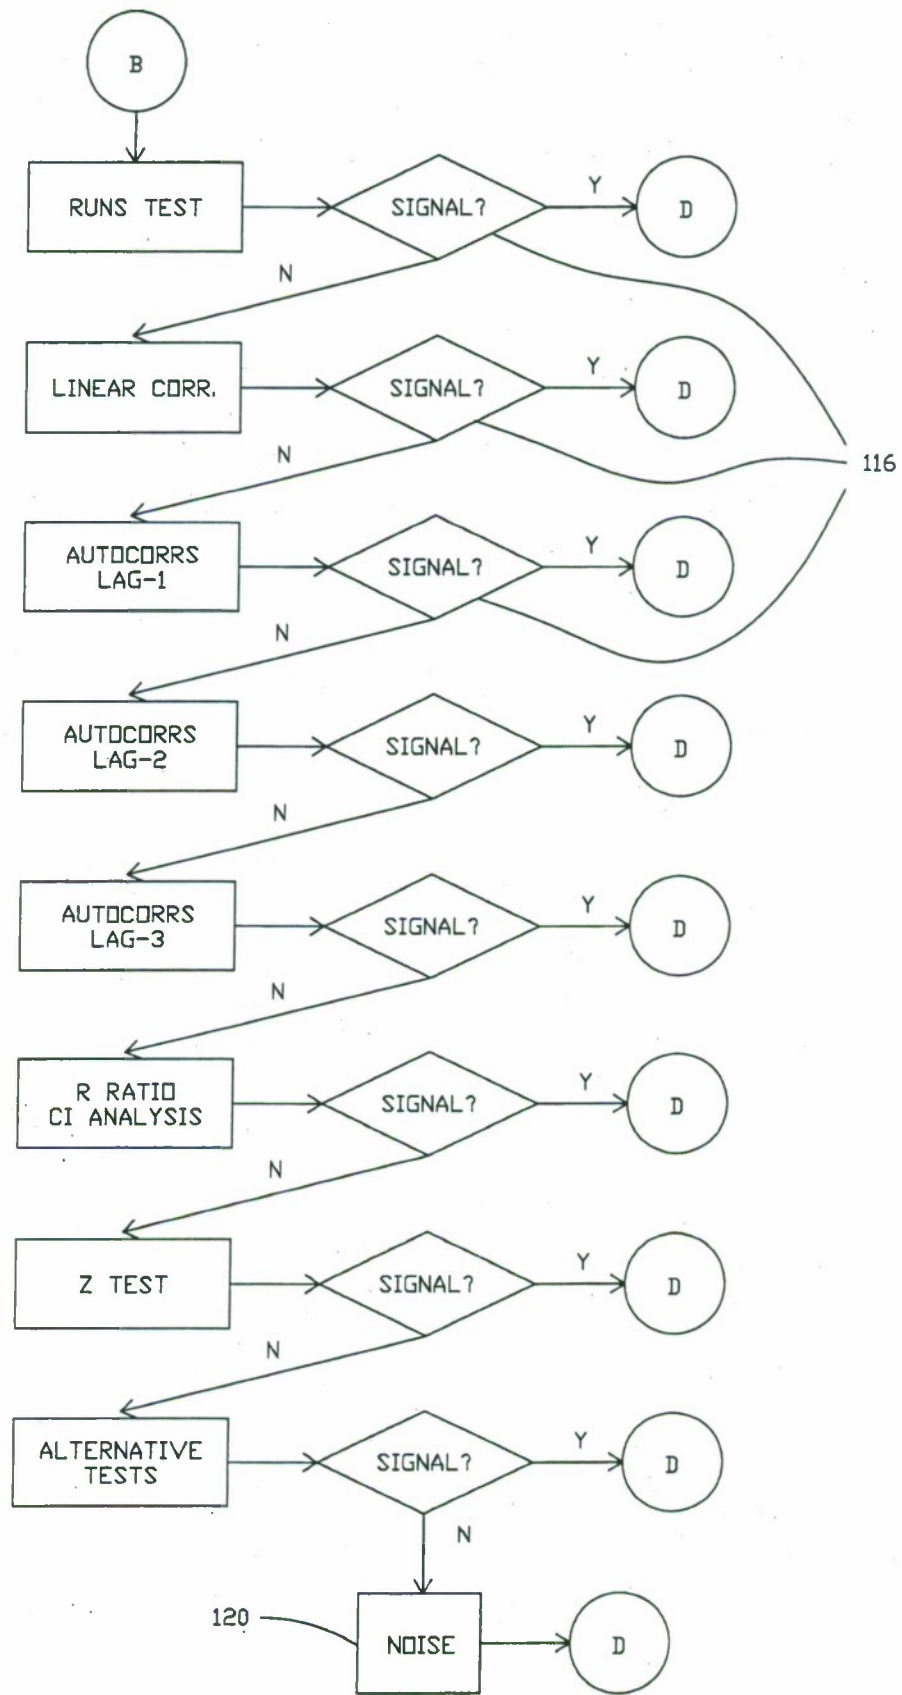 B
RUNS TEST
SIGNAL?
Y
D
N
LINEAR CORR.
SIGNAL?
Y
D
116
N
AUTOCORRS
LAG-1
SIGNAL?
Y
D
N
AUTOCORRS
LAG-2
SIGNAL?
Y
D
N
AUTOCORRS
LAG-3
SIGNAL?
Y
D
N
R RATIO
CI ANALYSIS
SIGNAL?
Y
D
N
Z TEST
SIGNAL?
Y
D
N
ALTERNATIVE
TESTS
SIGNAL?
Y
D
N
120
NOISE
D